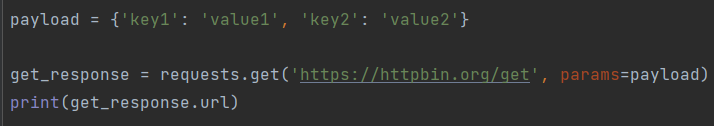 payload = {'key1': 'value1', 'key2': 'value2'}
get_response = requests.get('https://httpbin.org/get', params=payload)
print(get_response.url)